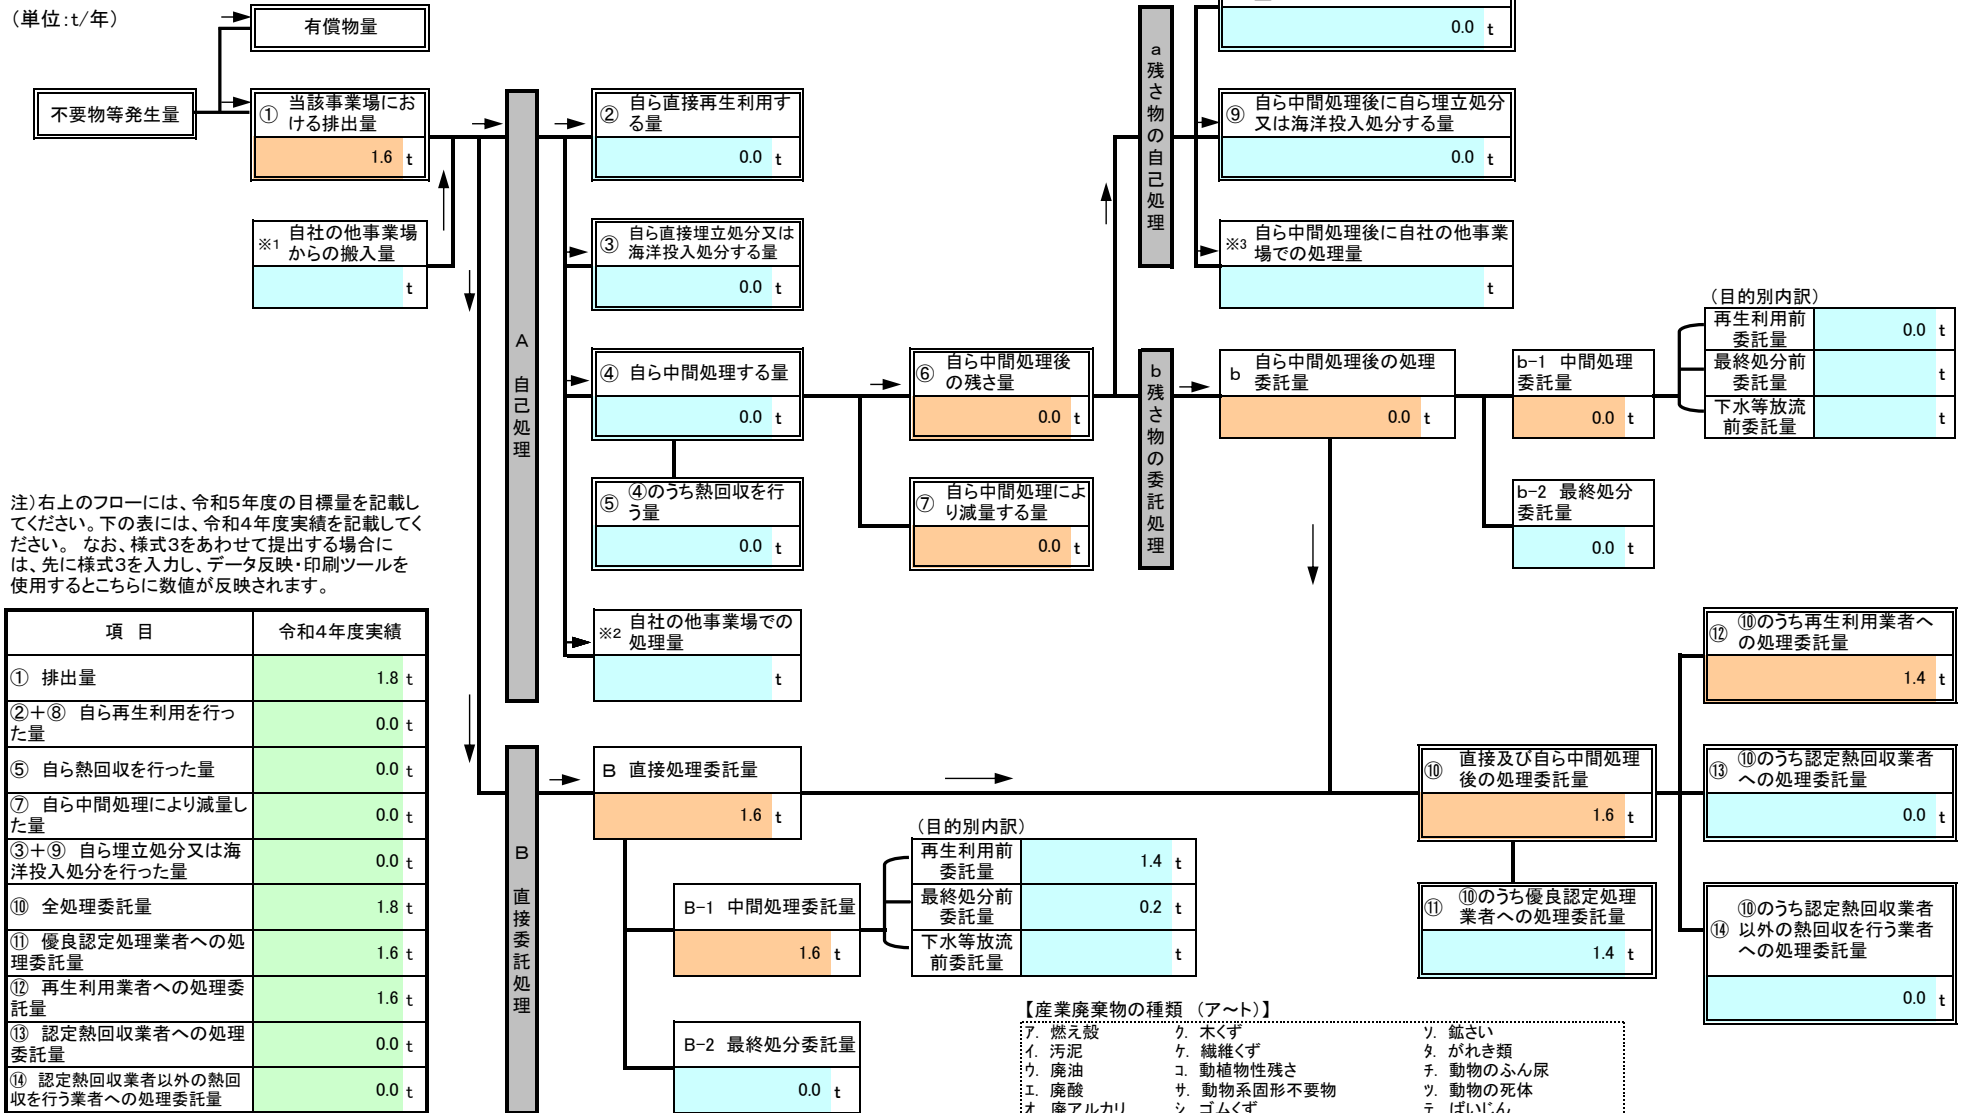 （単位:t/年）
有償物量
不要物等発生量
① 当該事業場にお
ける排出量
1.6 t
※1 自社の他事業場
からの搬入量
t
A 自己処理
② 自ら直接再生利用す
る量
0.0 t
③ 自ら直接埋立処分又は
海洋投入処分する量
0.0 t
④ 自ら中間処理する量
0.0 t
⑤ ④のうち熱回収を行
う量
0.0 t
※2 自社の他事業場での
処理量
t
⑥ 自ら中間処理後
の残さ量
0.0 t
⑦ 自ら中間処理によ
り減量する量
0.0 t
a 残さ物の自己処理
0.0 t
⑨ 自ら中間処理後に自ら埋立処分
又は海洋投入処分する量
0.0 t
※3 自ら中間処理後に自社の他事業
場での処理量
t
b 残さ物の委託処理
b 自ら中間処理後の処理
委託量
0.0 t
b-1 中間処理
委託量
0.0 t
（目的別内訳）
再生利用前
委託量
0.0 t
最終処分前
委託量
t
下水等放流
前委託量
b-2 最終処分
委託量
0.0 t
注）右上のフローには、令和5年度の目標量を記載し
てください。下の表には、令和4年度実績を記載してく
ださい。 なお、様式3をあわせて提出する場合に
は、先に様式3を入力し、データ反映・印刷ツールを
使用するとこちらに数値が反映されます。
項 目 令和4年度実績
① 排出量 1.8 t
②＋⑧ 自ら再生利用を行っ
た量
0.0 t
⑤ 自ら熱回収を行った量 0.0 t
⑦ 自ら中間処理により減量し
た量
0.0 t
③＋⑨ 自ら埋立処分又は海
洋投入処分を行った量
0.0 t
⑩ 全処理委託量 1.8 t
⑪ 優良認定処理業者への処
理委託量
1.6 t
⑫ 再生利用業者への処理委
託量
1.6 t
⑬ 認定熱回収業者への処理
委託量
0.0 t
⑭ 認定熱回収業者以外の熱回
収を行う業者への処理委託量
0.0 t
B 直接委託処理
B 直接処理委託量
1.6 t
B-1 中間処理委託量
1.6 t
（目的別内訳）
再生利用前
委託量
1.4 t
最終処分前
委託量
0.2 t
下水等放流
前委託量
t
B-2 最終処分委託量
0.0 t
⑩ 直接及び自ら中間処理
後の処理委託量
1.6 t
⑪ ⑩のうち優良認定処理
業者への処理委託量
1.4 t
⑫ ⑩のうち再生利用業者へ
の処理委託量
1.4 t
⑬ ⑩のうち認定熱回収業者
への処理委託量
0.0 t
⑭ ⑩のうち認定熱回収業者
以外の熱回収を行う業者
への処理委託量
0.0 t
【産業廃棄物の種類 （ア～ト）】
ア. 燃え殻 ク. 木くず ソ. 鉱さい
イ. 汚泥 ケ. 繊維くず タ. がれき類
ウ. 廃油 コ. 動植物性残さ チ. 動物のふん尿
エ. 廃酸 サ. 動物系固形不要物 ツ. 動物の死体
オ. 廃アルカリ シ. ゴムくず テ. ばいじん